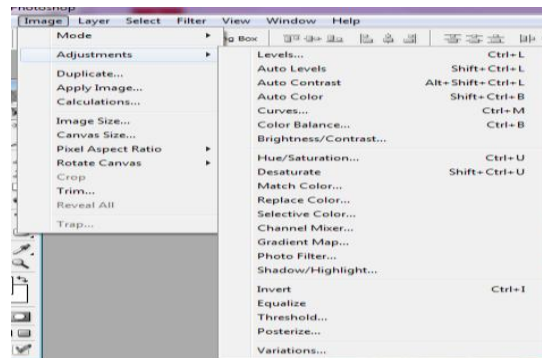 Photoshop
Image Layer Select Filter View Window Help
Mode
Adjustments
Duplicate...
Apply Image...
Calculations...
Image Size...
Canvas Size...
Pixel Aspect Ratio
Rotate Canvas
Crop
Trim...
Reveal All
Trap...
Box
Levels... Ctrl+L
Auto Levels Shift+Ctrl+L
Auto Contrast Alt+Shift+Ctrl+L
Auto Color Shift+Ctrl+B
Curves... Ctrl+M
Color Balance... Ctrl+B
Brightness/Contrast...
Hue/Saturation... Ctrl+U
Desaturate Shift+Ctrl+U
Match Color...
Replace Color...
Selective Color...
Channel Mixer...
Gradient Map...
Photo Filter...
Shadow/Highlight...
Invert Ctrl+I
Equalize
Threshold...
Posterize...
Variations...